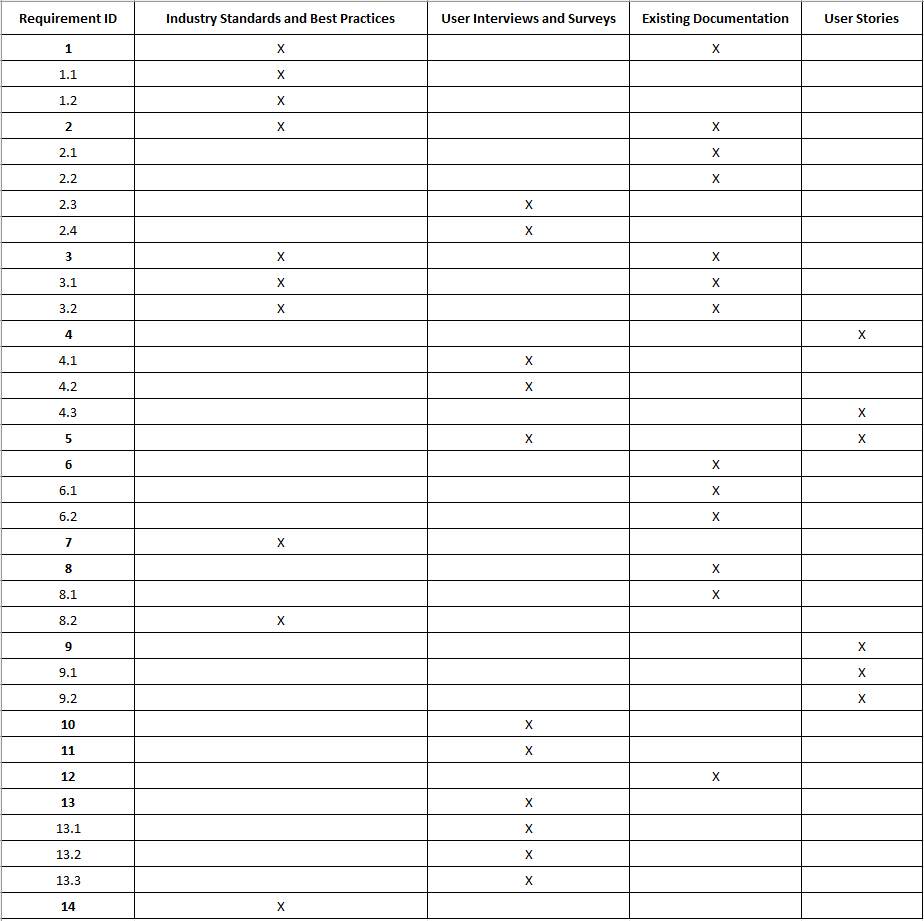 Requirement ID Industry Standards and Best Practices User Interviews and Surveys Existing Documentation User Stories
1 X X
1.1 X
1.2 X
2 X X
2.1 X
2.2 X
2.3 X
2.4 X
3 X X
3.1 X X
3.2 X X
4 X
4.1 X
4.2 X
4.3 X
5 X X
6 X
6.1 X
6.2 X
7 X
8 X
8.1 X
8.2 X
9 X
9.1 X
9.2 X
10 X
11 X
12 X
13 X
13.1 X
13.2 X
13.3 X
14 X